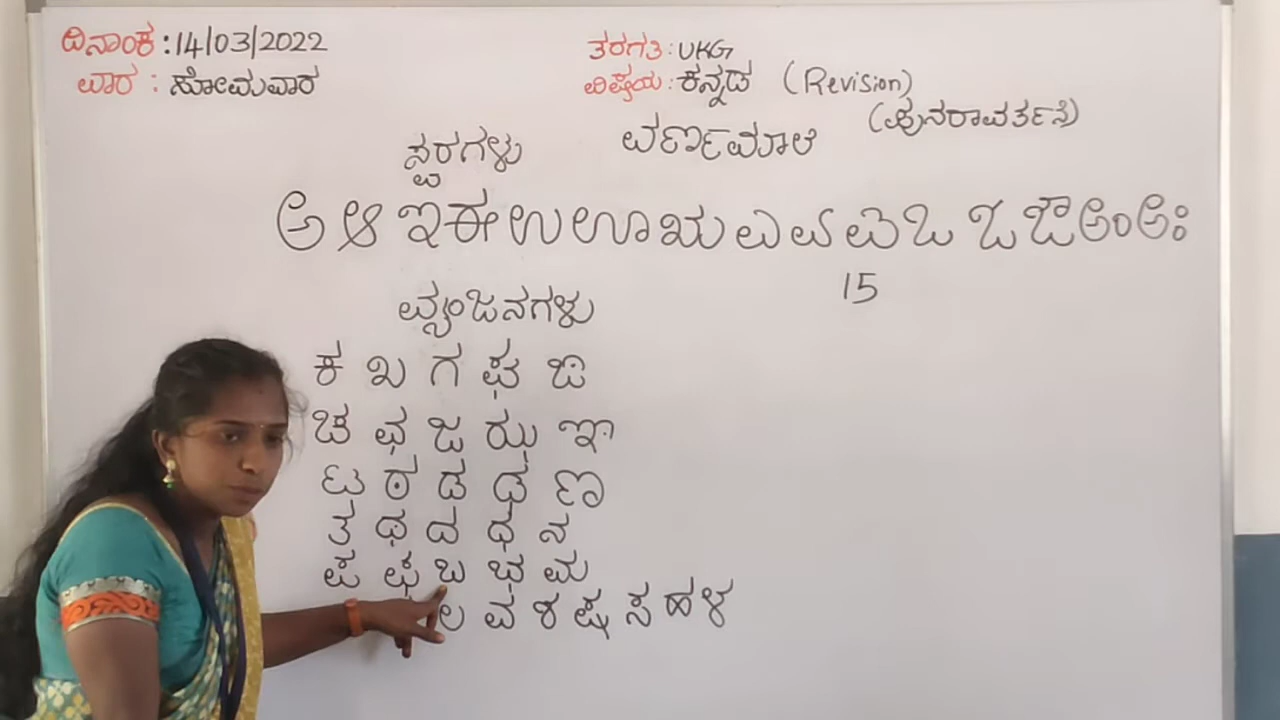 ದಿನಾಂಕ : 14/03/2022
ತರಗತಿ : UKG
ವಾರ : ಸೋಮವಾರ
ವಿಷಯ : ಕನ್ನಡ (Revision)
(ಪುನರಾವರ್ತನೆ)
ವರ್ಣಮಾಲೆ
ಸ್ವರಗಳು
ಅ ಆ ಇ ಈ ಉ ಊ ಋ ಎ ಏ ಐ ಒ ಓ ಔ ಅಂ ಅಃ
15
ವ್ಯಂಜನಗಳು
ಕ ಖ ಗ ಘ ಙ
ಚ ಛ ಜ ಝ ಞ
ಟ ಠ ಡ ಢ ಣ
ತ ಥ ದ ಧ ನ
ಪ ಫ ಬ ಭ ಮ
ಲ ವ ಶ ಷ ಸ ಹ ಳ